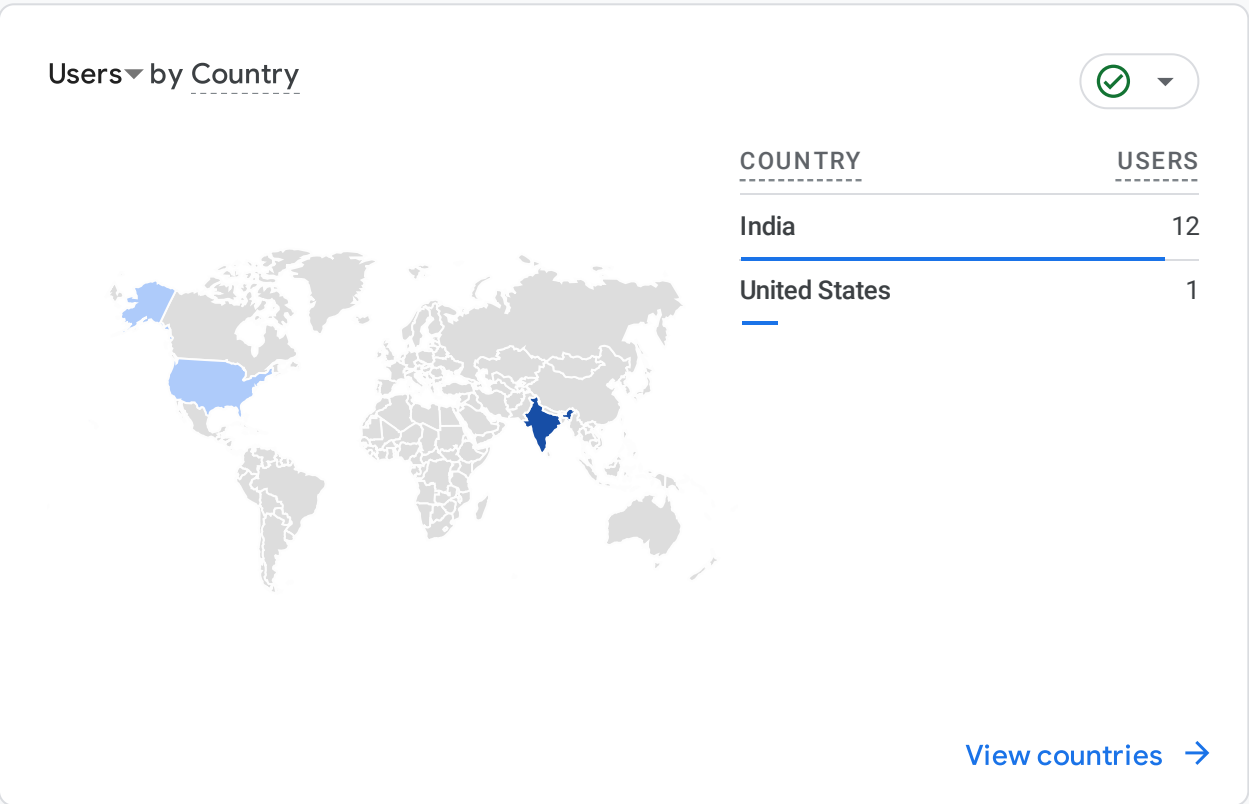 Users by Country
COUNTRY USERS
India 12
United States 1
View countries